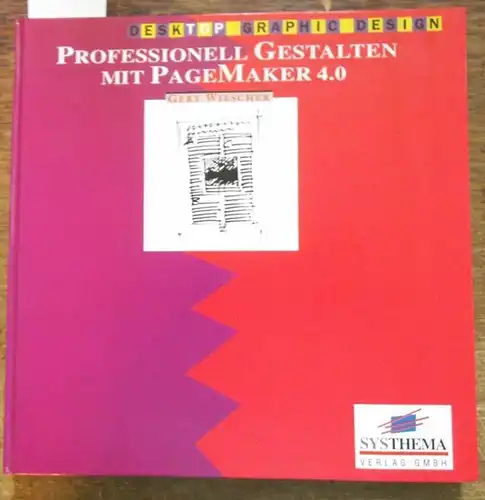 DESKTOP GRAPHIC DESIGN
PROFESSIONELL GESTALTEN
MIT PAGEMAKER 4.0
GERT WIESCHER
SYSTHEMA
VERLAG GMBH